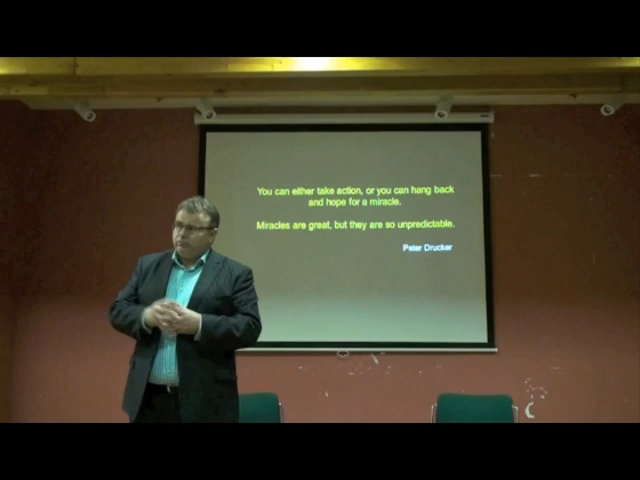 You can either take action, or you can hang back
and hope for a miracle.
Miracles are great, but they are so unpredictable.
Peter Drucker